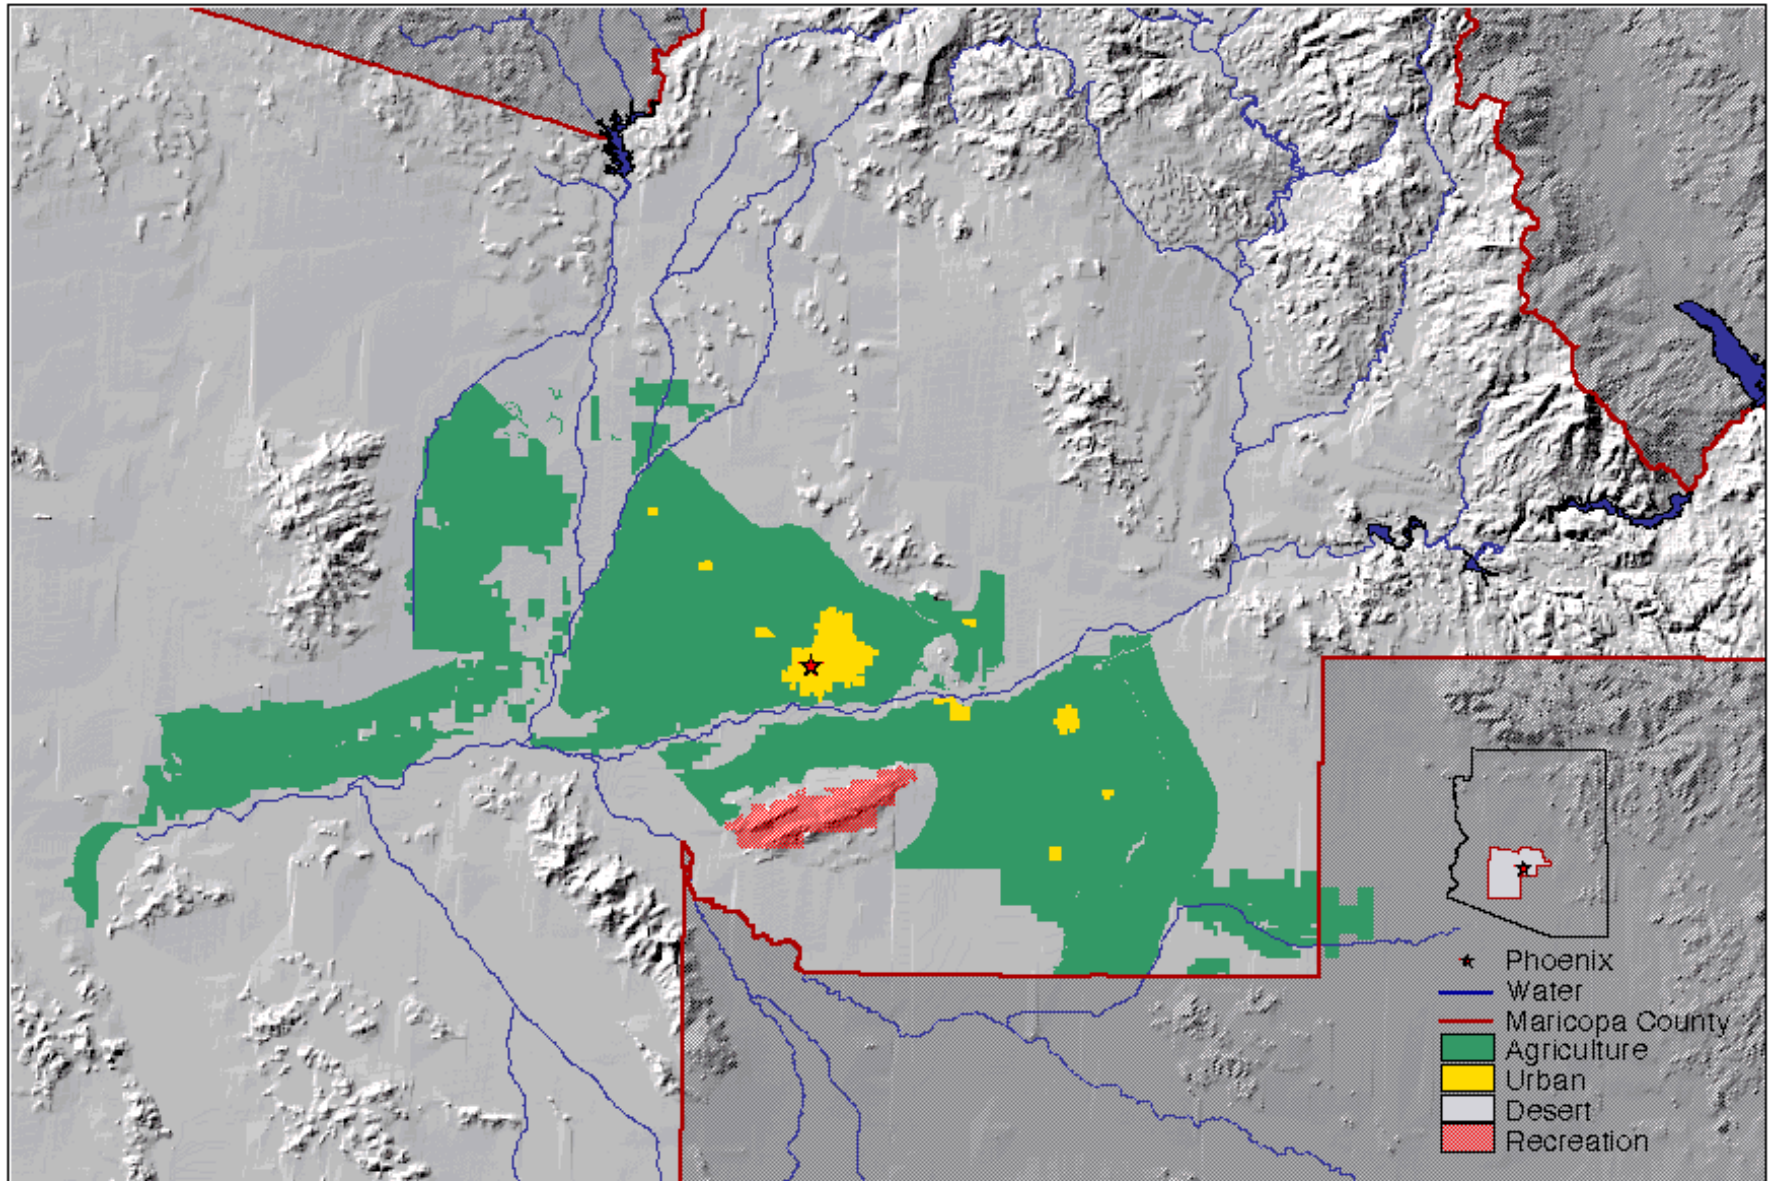 Phoenix
Water
Maricopa County
Agriculture
Urban
Desert
Recreation